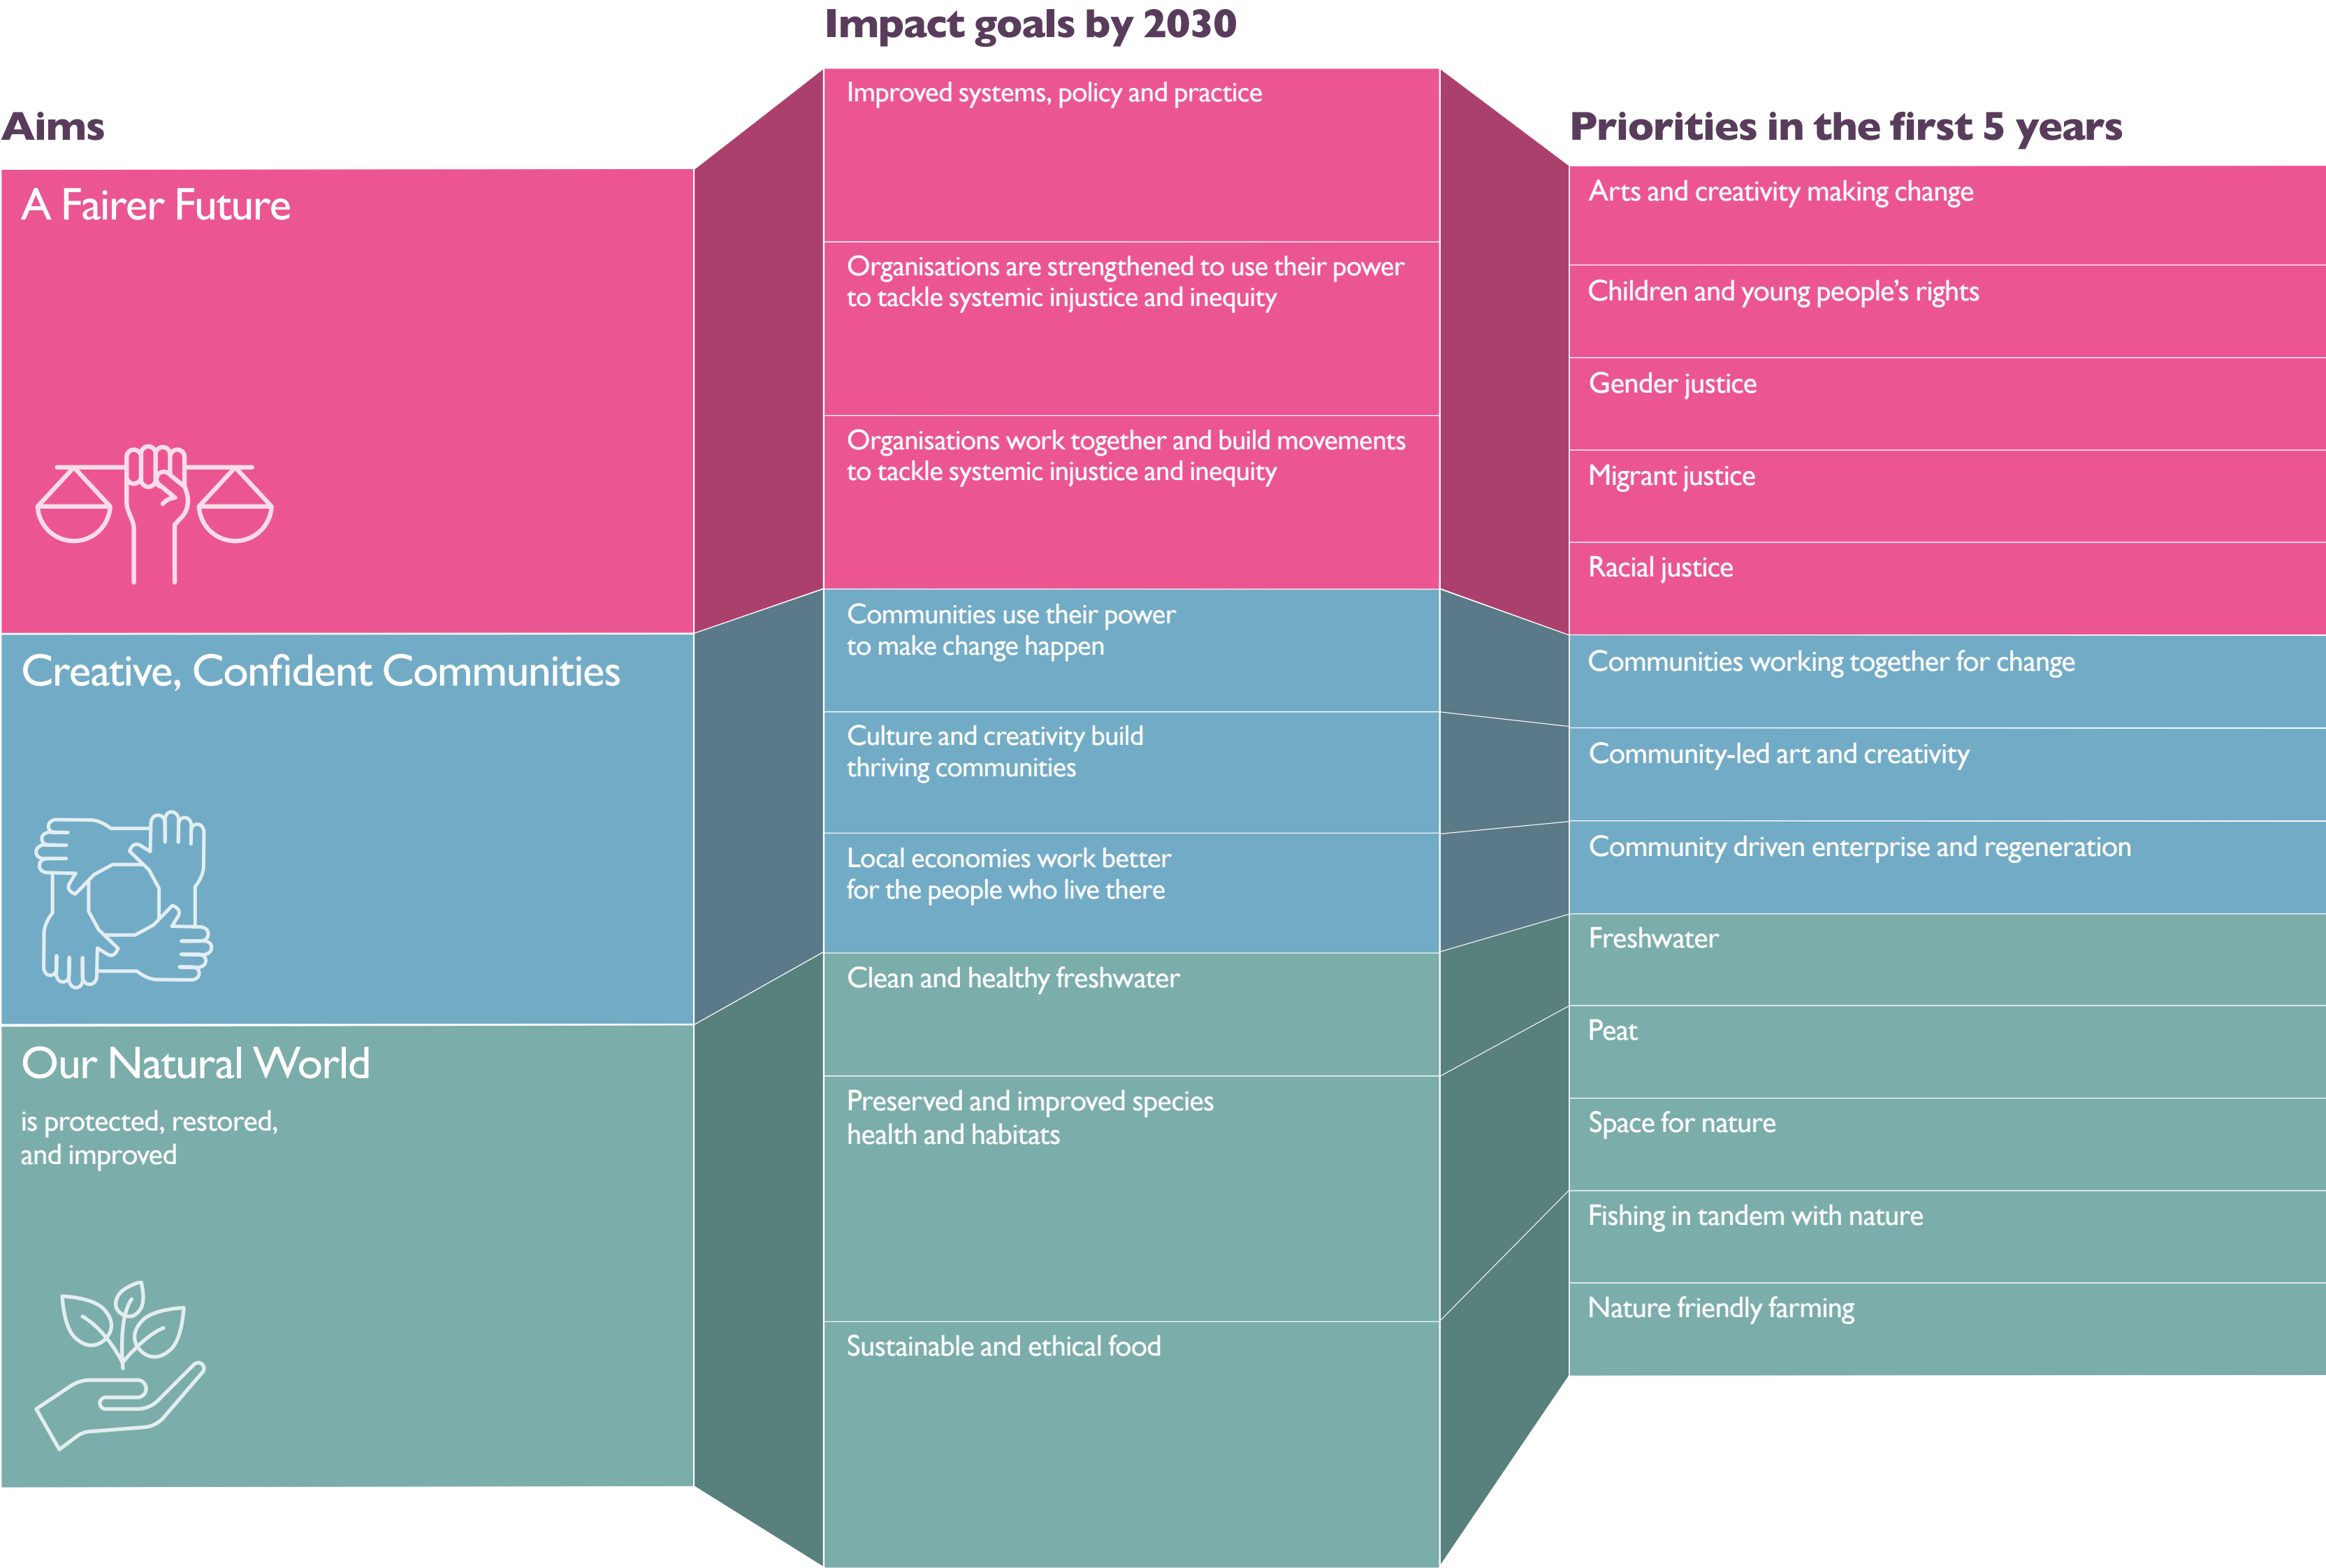 Aims
A Fairer Future
Creative, Confident Communities
Our Natural World
is protected, restored,
and improved
Impact goals by 2030
Improved systems, policy and practice
Organisations are strengthened to use their power
to tackle systemic injustice and inequity
Organisations work together and build movements
to tackle systemic injustice and inequity
Communities use their power
to make change happen
Culture and creativity build
thriving communities
Local economies work better
for the people who live there
Clean and healthy freshwater
Preserved and improved species
health and habitats
Sustainable and ethical food
Priorities in the first 5 years
Arts and creativity making change
Children and young people’s rights
Gender justice
Migrant justice
Racial justice
Communities working together for change
Community-led art and creativity
Community driven enterprise and regeneration
Freshwater
Peat
Space for nature
Fishing in tandem with nature
Nature friendly farming